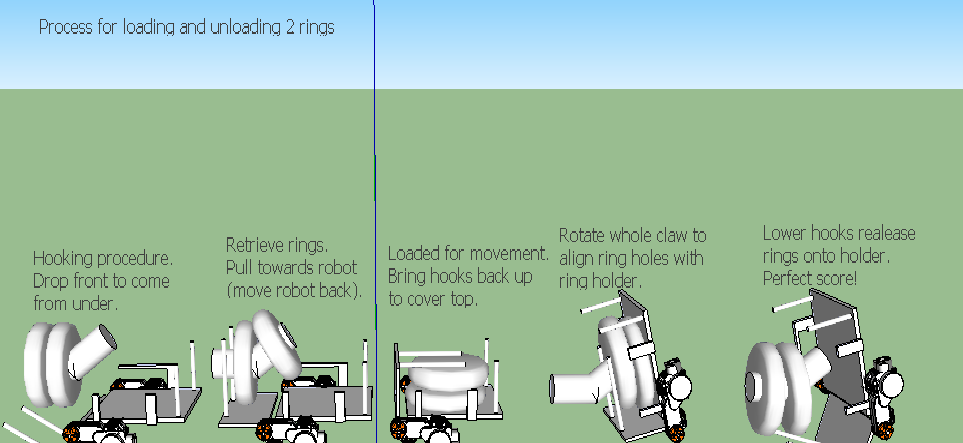 Process for loading and unloading 2 rings
Hooking procedure.
Drop front to come
from under.
Retrieve rings.
Pull towards robot
(move robot back).
Loaded for movement.
Bring hooks back up
to cover top.
Rotate whole claw to
align ring holes with
ring holder.
Lower hooks realease
rings onto holder.
Perfect score!